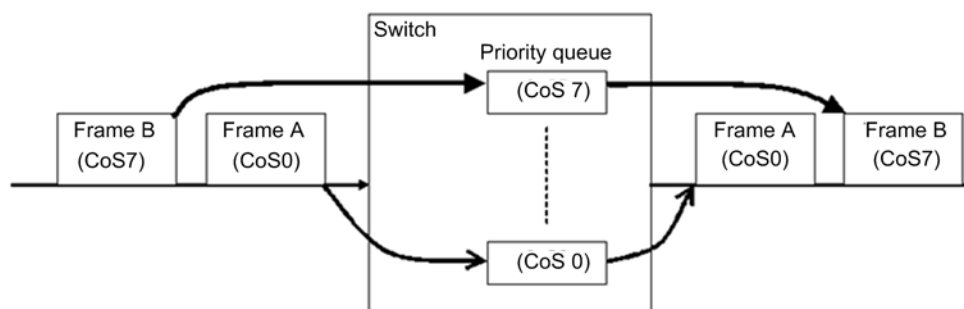 Switch
Priority queue
(CoS 7)
Frame B
(CoS7)
Frame A
(CoS0)
Frame A
(CoS0)
Frame B
(CoS7)
(CoS 0)